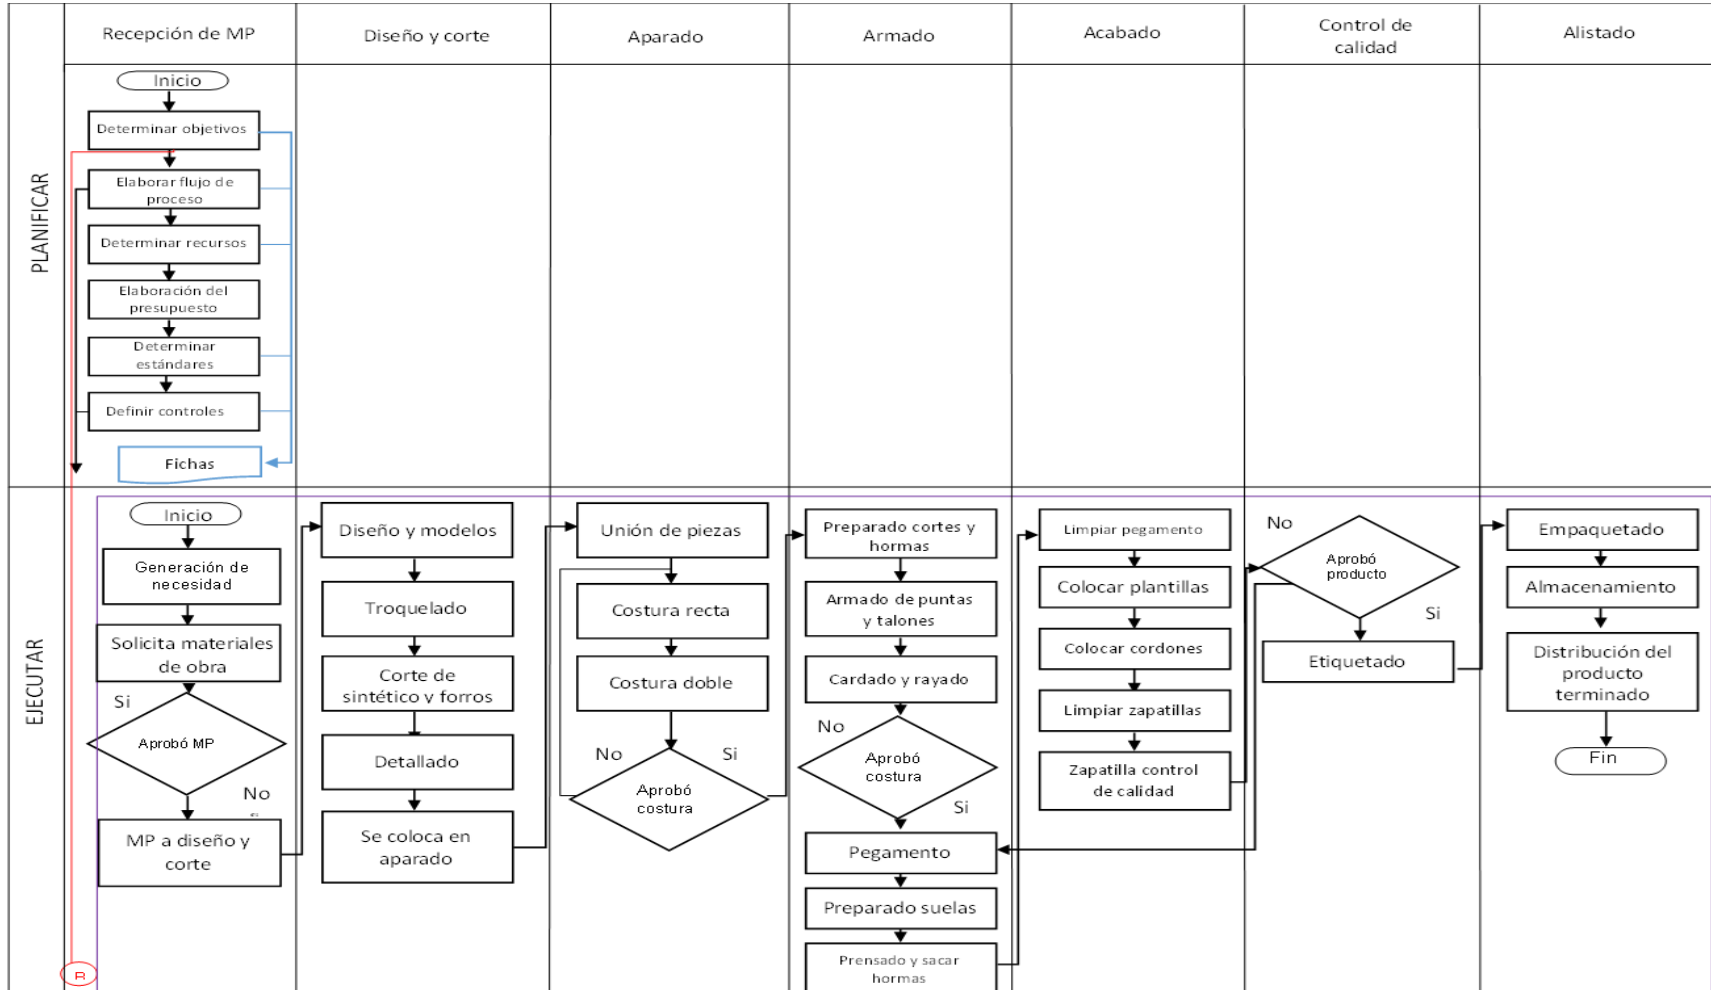 Recepción de MP
Diseño y corte
Aparado
Armado
Acabado
Control de
calidad
Alistado
PLANIFICAR
Inicio
Determinar objetivos
Elaborar flujo de
proceso
Determinar recursos
Elaboración del
presupuesto
Determinar
estándares
Definir controles
Fichas
EJECUTAR
Inicio
Generación de
necesidad
Solicita materiales
de obra
Si
Aprobó MP
No
MP a diseño y
corte
Diseño y modelos
Troquelado
Corte de
sintético y forros
Detallado
Se coloca en
aparado
Unión de piezas
Costura recta
Costura doble
No
Si
Aprobó
costura
Preparado cortes y
hormas
Armado de puntas
y talones
Cardado y rayado
No
Aprobó
costura
Si
Pegamento
Preparado suelas
Prensado y sacar
hormas
Limpiar pegamento
Colocar plantillas
Colocar cordones
Limpiar zapatillas
Zapatilla control
de calidad
No
Aprobó
producto
Si
Etiquetado
Empaquetado
Almacenamiento
Distribución del
producto
terminado
Fin